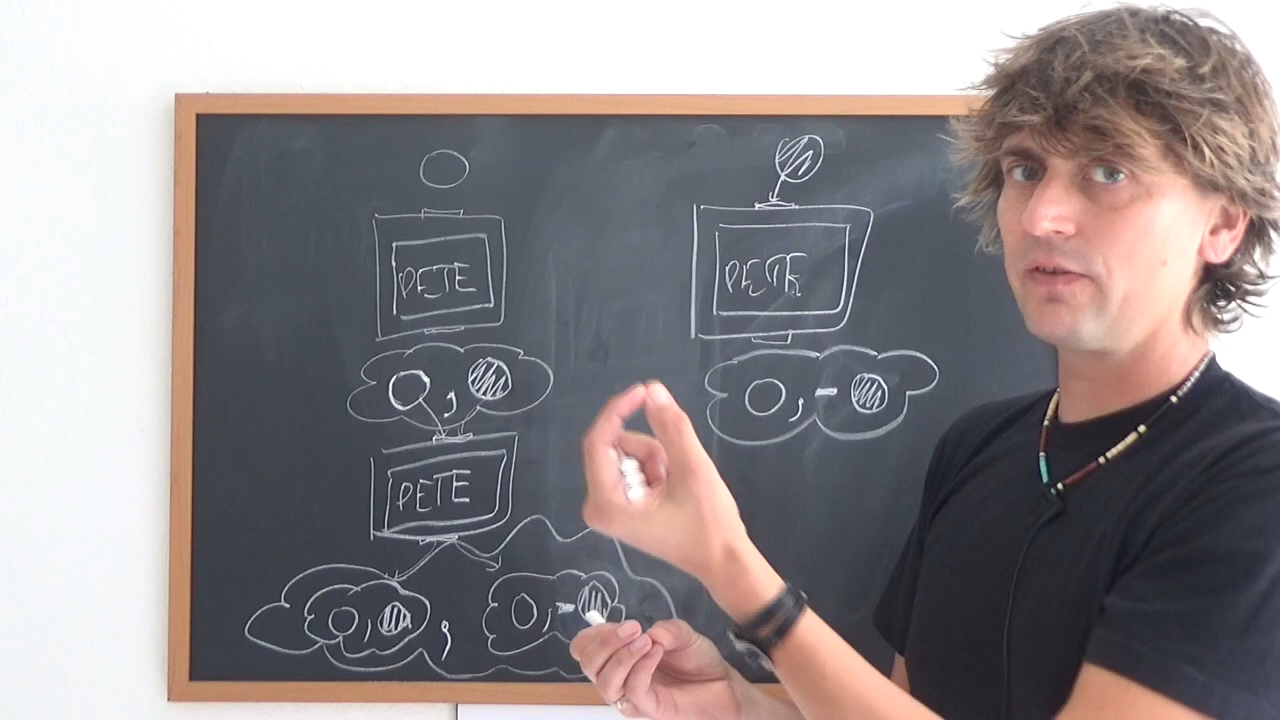 PETE
PETE
, 
, -
PETE
, , , -